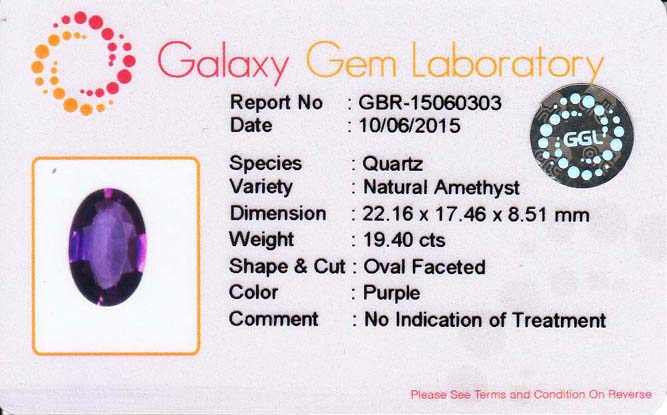 Galaxy Gem Laboratory
Report No : GBR-15060303
Date : 10/06/2015
GGL
Species : Quartz
Variety : Natural Amethyst
Dimension : 22.16 x 17.46 x 8.51 mm
Weight : 19.40 cts
Shape & Cut : Oval Faceted
Color : Purple
Comment : No Indication of Treatment
Please See Terms and Condition On Reverse